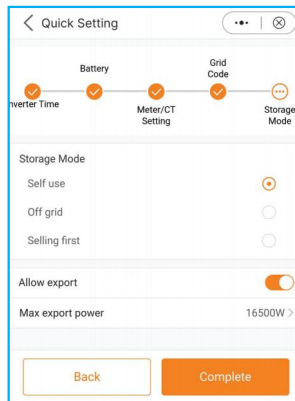 Quick Setting
Battery
Grid
Code
nverter Time
Meter/CT
Setting
Storage
Mode
Storage Mode
Self use
Off grid
Selling first
Allow export
Max export power 16500W >
Back Complete